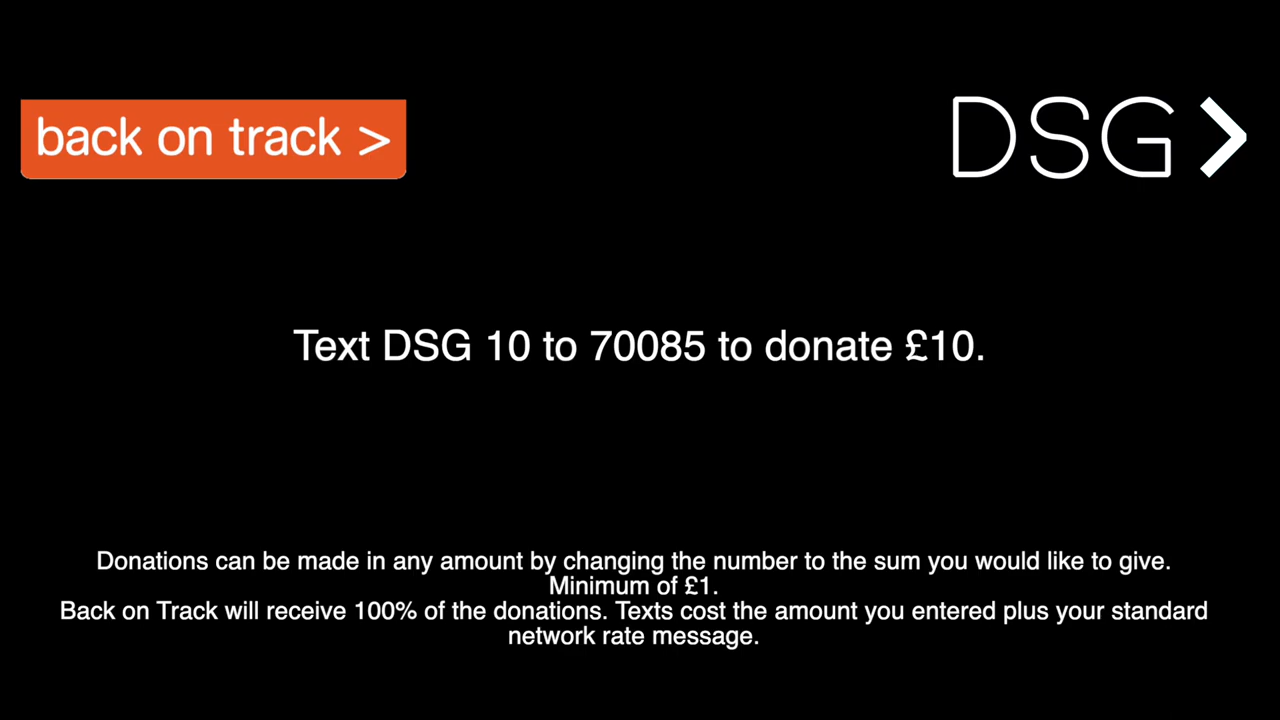 back on track >
DSG >
Text DSG 10 to 70085 to donate £10.
Donations can be made in any amount by changing the number to the sum you would like to give.
Minimum of £1.
Back on Track will receive 100% of the donations. Texts cost the amount you entered plus your standard
network rate message.